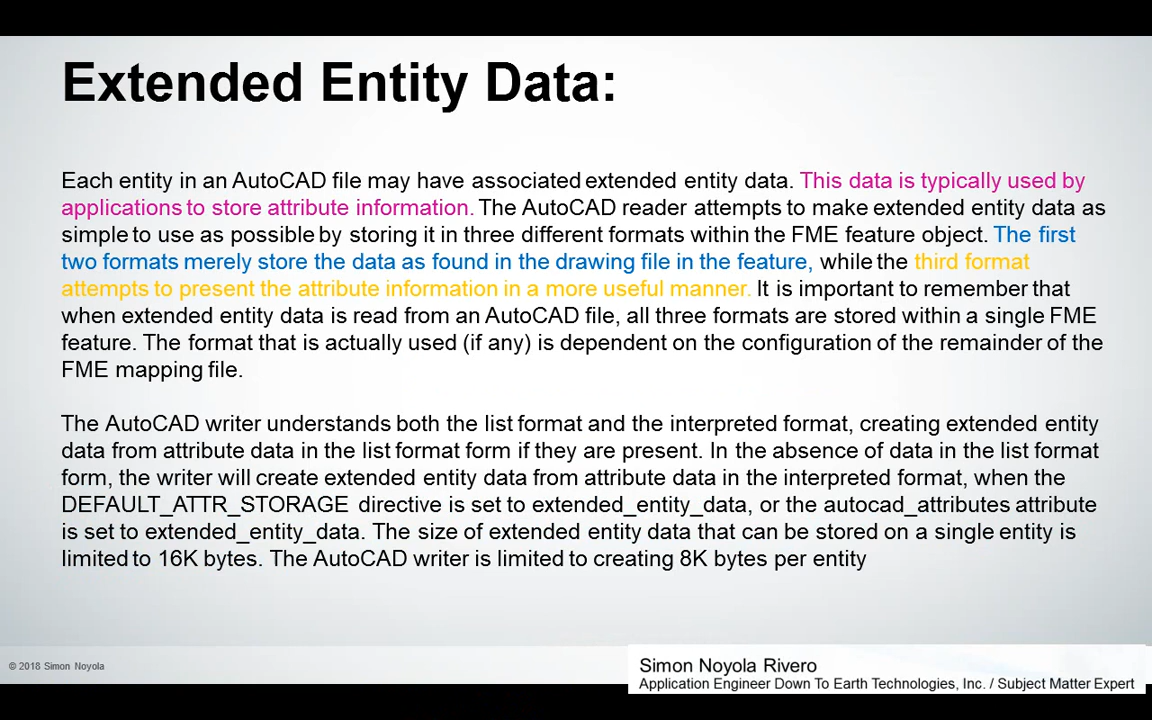 Extended Entity Data:
Each entity in an AutoCAD file may have associated extended entity data. This data is typically used by
applications to store attribute information. The AutoCAD reader attempts to make extended entity data as
simple to use as possible by storing it in three different formats within the FME feature object. The first
two formats merely store the data as found in the drawing file in the feature, while the third format
attempts to present the attribute information in a more useful manner. It is important to remember that
when extended entity data is read from an AutoCAD file, all three formats are stored within a single FME
feature. The format that is actually used (if any) is dependent on the configuration of the remainder of the
FME mapping file.
The AutoCAD writer understands both the list format and the interpreted format, creating extended entity
data from attribute data in the list format form if they are present. In the absence of data in the list format
form, the writer will create extended entity data from attribute data in the interpreted format, when the
DEFAULT_ATTR_STORAGE directive is set to extended_entity_data, or the autocad_attributes attribute
is set to extended_entity_data. The size of extended entity data that can be stored on a single entity is
limited to 16K bytes. The AutoCAD writer is limited to creating 8K bytes per entity
© 2018 Simon Noyola
Simon Noyola Rivero
Application Engineer Down To Earth Technologies, Inc. / Subject Matter Expert